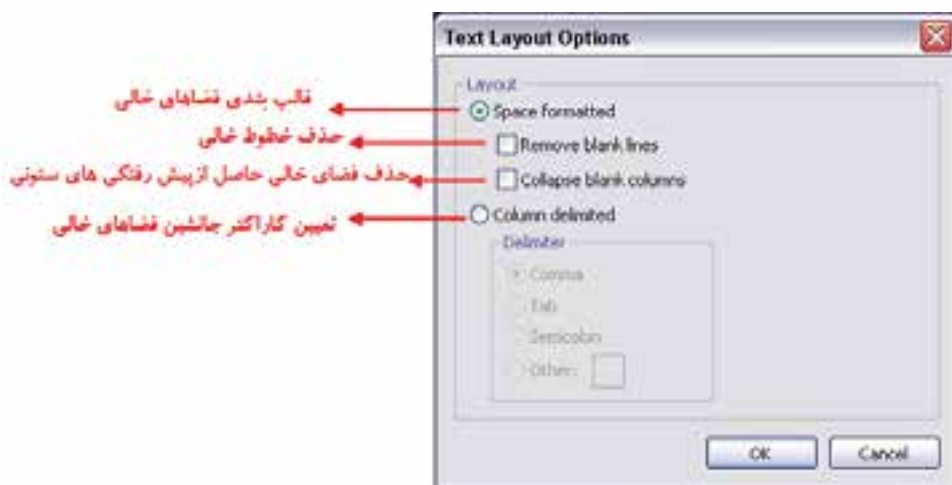 Text Layout Options
Layout
قالب بندی فضاهای خالی
Space formatted
حذف خطوط خالی
Remove blank lines
حذف فضای خالی حاصل ازپیش رفتگی های ستونی
Collapse blank columns
تعیین کاراکتر جانشین فضاهای خالی
Column delimited
Delimiter
Comma
Tab
Semicolon
Other:
OK
Cancel